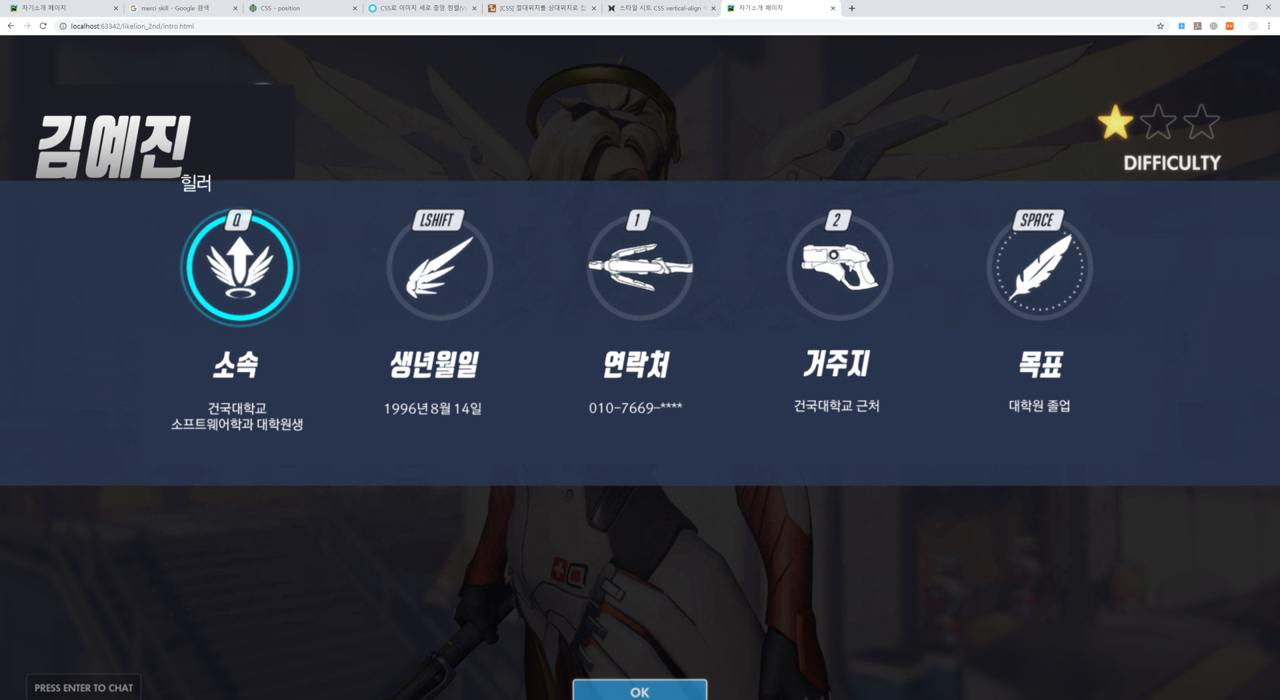 자기소개 페이지
merci skill - Google 검색
CSS - position
CSS로 이미지 세로 중앙 정렬(
[CSS] 절대위치를 상대위치로
스타일 시트 CSS vertical-align
자기소개 페이지
localhost:63342/likelion_2nd/intro.html
김예진
힐러
DIFFICULTY
Q
LSHIFT
1
2
SPACE
소속
생년월일
연락처
거주지
목표
건국대학교
소프트웨어학과 대학원생
1996년 8월 14일
010-7669-****
건국대학교 근처
대학원 졸업
PRESS ENTER TO CHAT
OK